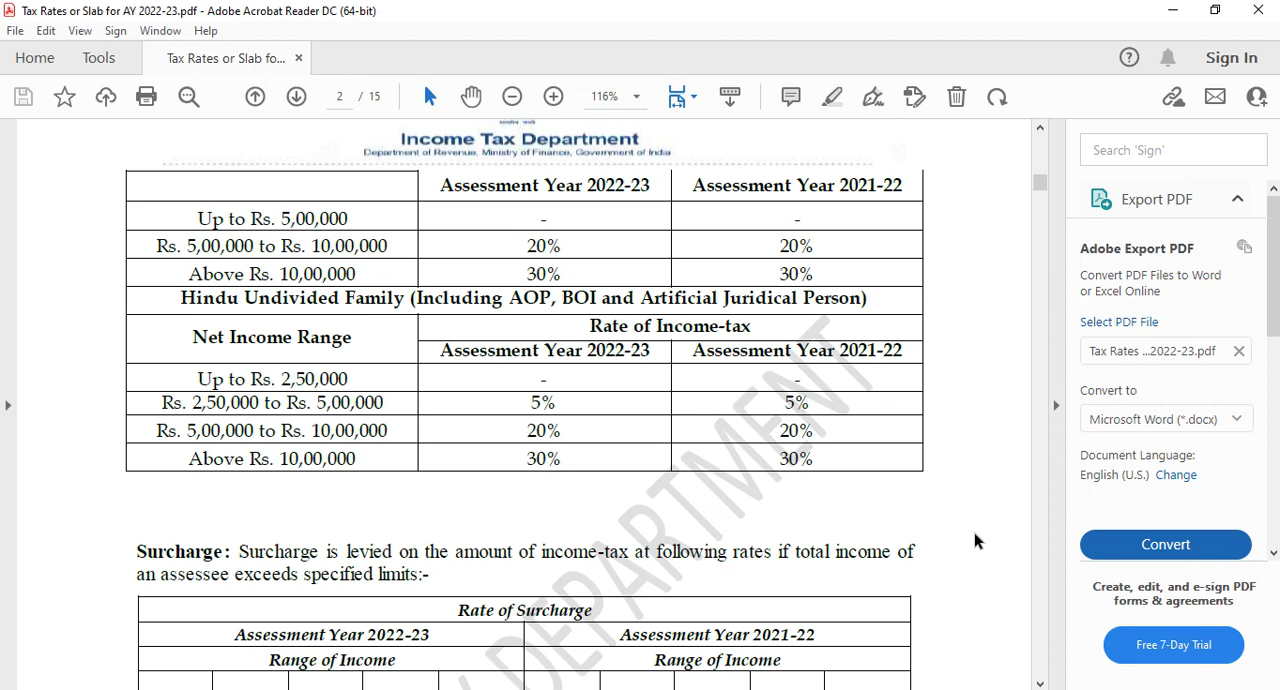 Tax Rates or Slab for AY 2022-23.pdf - Adobe Acrobat Reader DC (64-bit)
File Edit View Sign Window Help
Home Tools Tax Rates or Slab fo... × Sign In
2 / 15 116%
Income Tax Department
Department of Revenue, Ministry of Finance, Government of India
Assessment Year 2022-23 Assessment Year 2021-22
Up to Rs. 5,00,000 - -
Rs. 5,00,000 to Rs. 10,00,000 20% 20%
Above Rs. 10,00,000 30% 30%
Hindu Undivided Family (Including AOP, BOI and Artificial Juridical Person)
Net Income Range Rate of Income-tax
Assessment Year 2022-23 Assessment Year 2021-22
Up to Rs. 2,50,000 - -
Rs. 2,50,000 to Rs. 5,00,000 5% 5%
Rs. 5,00,000 to Rs. 10,00,000 20% 20%
Above Rs. 10,00,000 30% 30%
DEPARTMENT
Surcharge: Surcharge is levied on the amount of income-tax at following rates if total income of
an assessee exceeds specified limits:-
Rate of Surcharge
Assessment Year 2022-23 Assessment Year 2021-22
Range of Income Range of Income
Search 'Sign'
Export PDF
Adobe Export PDF
Convert PDF Files to Word
or Excel Online
Select PDF File
Tax Rates ...2022-23.pdf
Convert to
Microsoft Word (*.docx)
Document Language:
English (U.S.) Change
Convert
Create, edit, and e-sign PDF
forms & agreements
Free 7-Day Trial